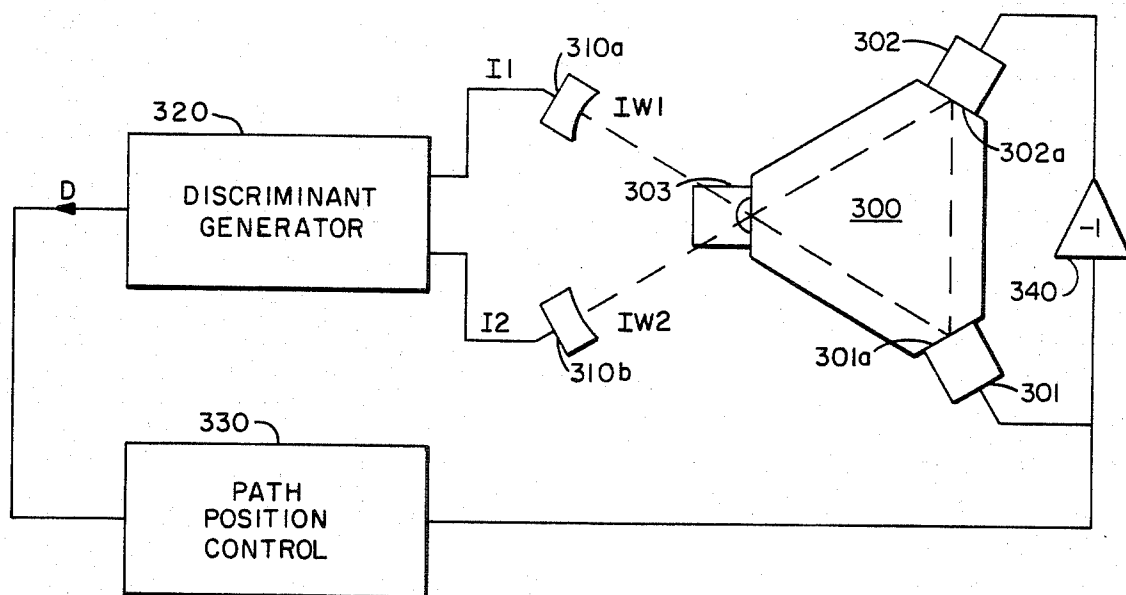 302
310a
I1
IW1
320
302a
303
D
DISCRIMINANT
GENERATOR
300
-1
340
I2
IW2
301a
310b
301
330
PATH
POSITION
CONTROL